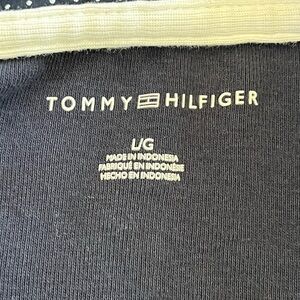 TOMMY HILFIGER
L/G
MADE IN INDONESIA
FABRIQUÉ EN INDONÉSIE
HECHO EN INDONESIA